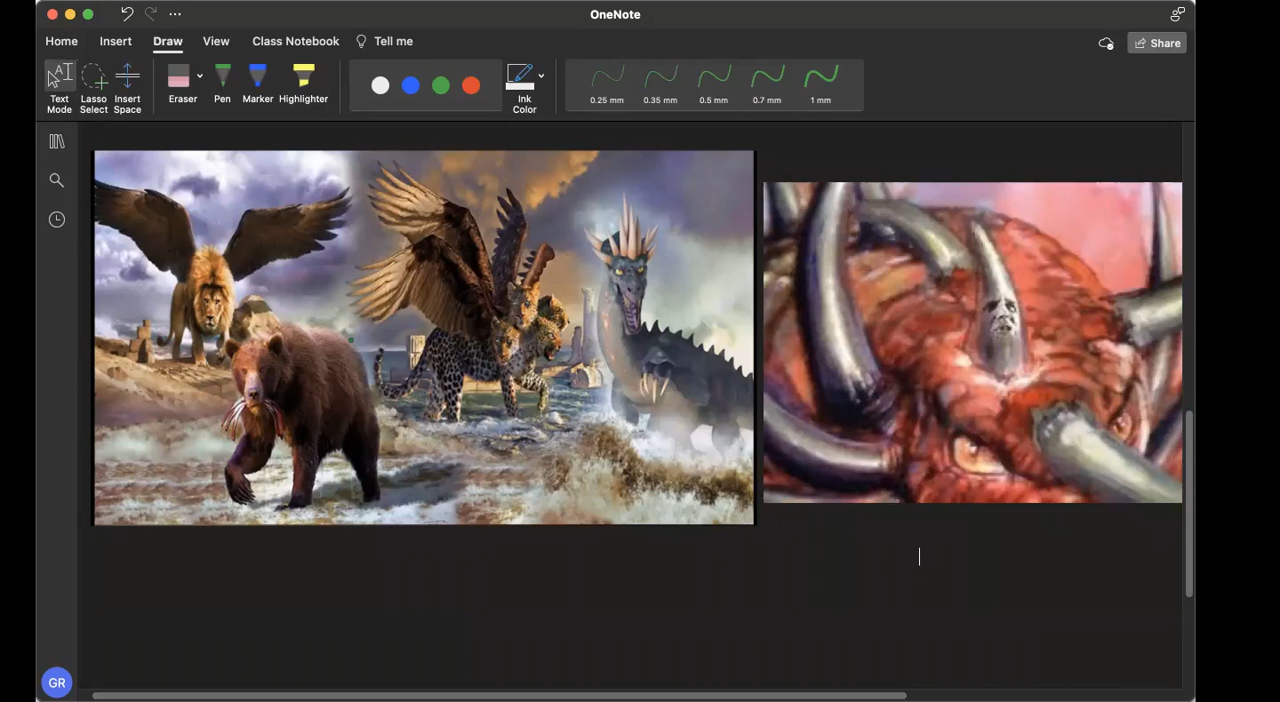 OneNote
Home Insert Draw View Class Notebook Tell me
Share
Text Mode
Lasso Select
Insert Space
Eraser
Pen
Marker
Highlighter
Ink Color
0.25 mm
0.35 mm
0.5 mm
0.7 mm
1 mm
GR